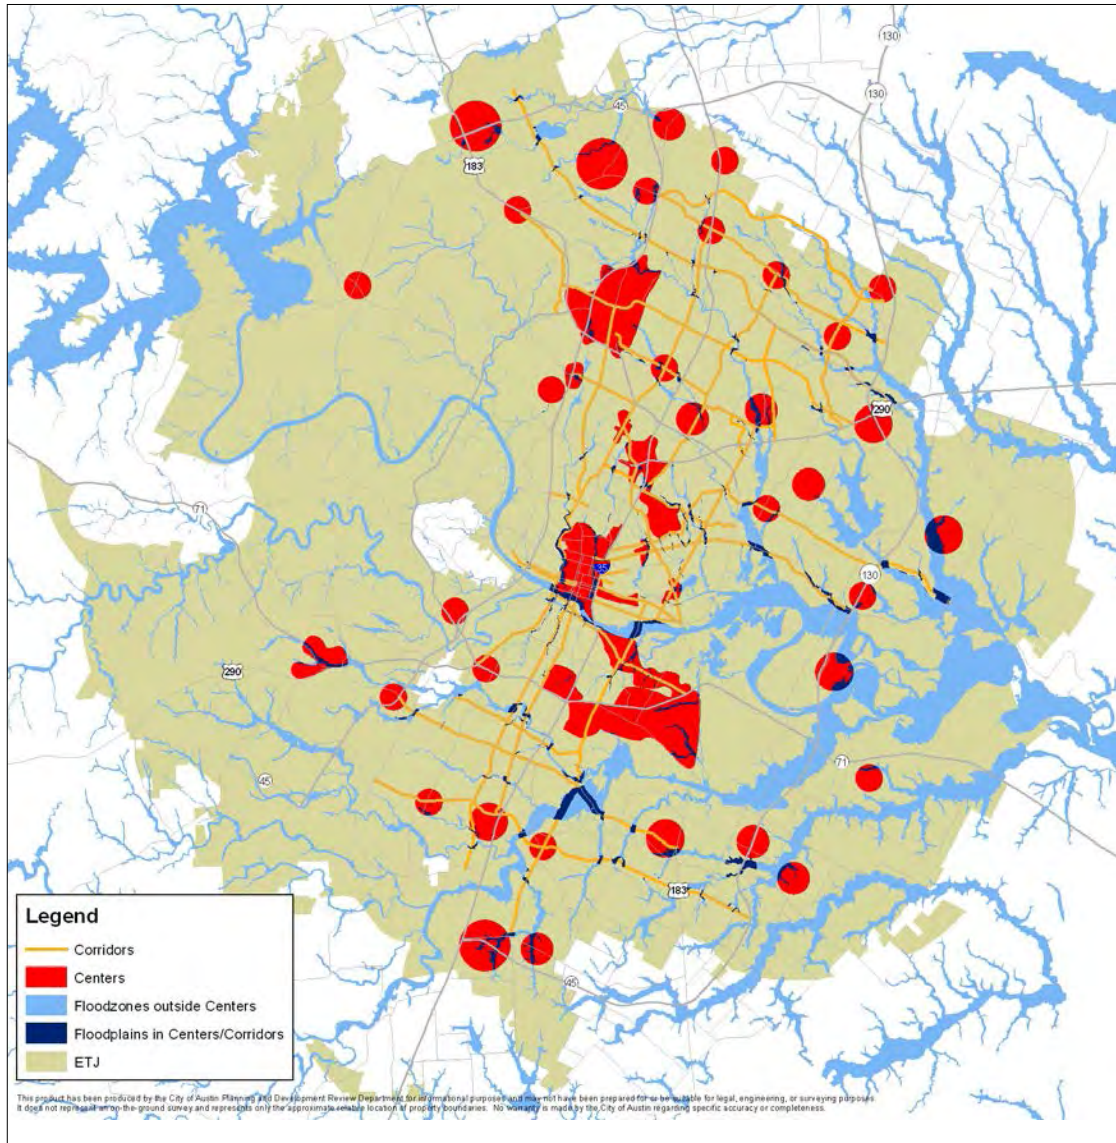 130
45
130
183
290
71
35
130
290
71
45
183
45
Legend
Corridors
Centers
Floodzones outside Centers
Floodplains in Centers/Corridors
ETJ
This product has been produced by the City of Austin Planning and Development Review Department for informational purposes and may not have been prepared for or be suitable for legal, engineering, or surveying purposes.
It does not represent an on-the-ground survey and represents only the approximate relative location of property boundaries. No warranty is made by the City of Austin regarding specific accuracy or completeness.